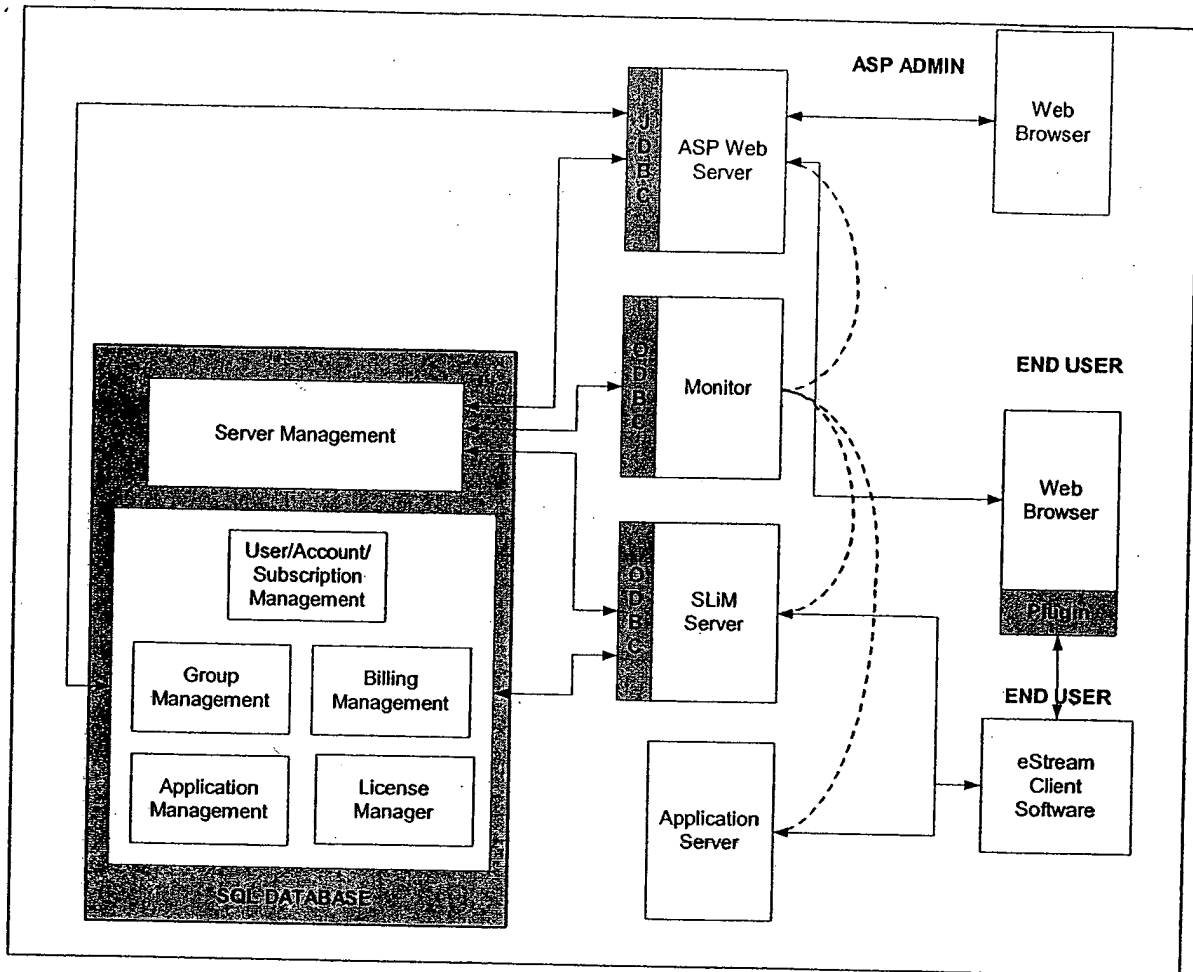 ASP ADMIN
Web
Browser
JDBC
ASP Web
Server
ODBC
Monitor
END USER
Web
Browser
Plugin
Server Management
User/Account/
Subscription
Management
Group
Management
Billing
Management
Application
Management
License
Manager
SQL DATABASE
ODBC
SLiM
Server
Application
Server
END USER
eStream
Client
Software